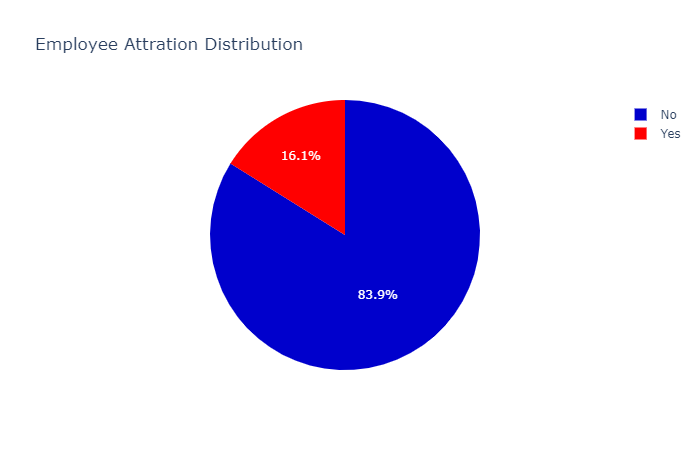 Employee Attration Distribution
No
Yes
16.1%
83.9%